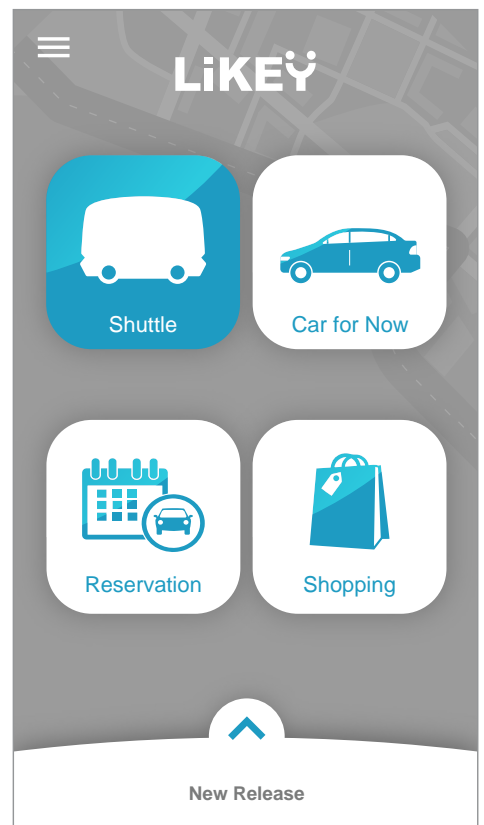 LiKEY
Shuttle
Car for Now
Reservation
Shopping
New Release